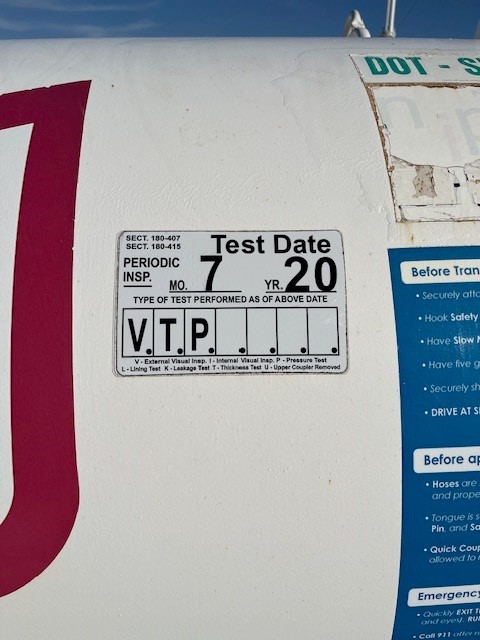 DOT - S
SECT. 180-407
SECT. 180-415
Test Date
PERIODIC
INSP.
MO. 7 YR. 20
TYPE OF TEST PERFORMED AS OF ABOVE DATE
V. T. P. . . . .
V - External Visual Insp. I - Internal Visual Insp. P - Pressure Test
L - Lining Test K - Leakage Test T - Thickness Test U - Upper Coupler Removed
Before Tran
• Securely atta
• Hook Safety
• Have Slow M
• Have five g
• Securely sh
• DRIVE AT S
Before ap
• Hoses are
and prope
• Tongue is s
Pin, and Sa
• Quick Coup
allowed to
Emergency
• Quickly EXIT T
and eyes). RU
• Call 911